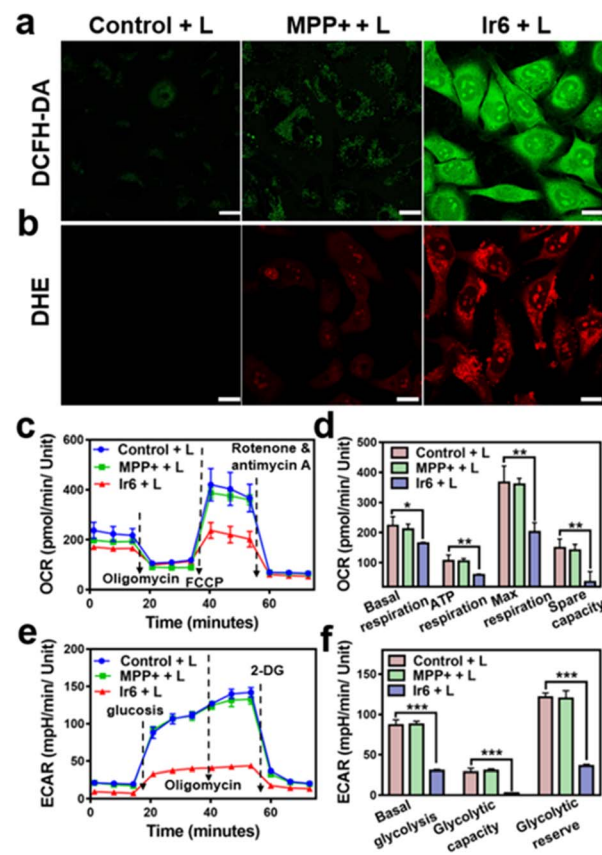 a
Control + L
MPP+ + L
Ir6 + L
DCFH-DA
b
DHE
c
600
400
200
0
OCR (pmol/min/ Unit)
Control + L
MPP+ + L
Ir6 + L
Rotenone &
antimycin A
Oligomycin
FCCP
0
20
40
60
Time (minutes)
d
500
400
300
200
100
OCR (pmol/min/ Unit)
Control + L
MPP+ + L
Ir6 + L
*
**
**
**
Basal
respiration
ATP
respiration
Max
respiration
Spare
capacity
e
200
150
100
50
0
ECAR (mpH/min/ Unit)
Control + L
MPP+ + L
Ir6 + L
glucosis
2-DG
Oligomycin
0
20
40
60
Time (minutes)
f
200
150
100
50
0
ECAR (mpH/min/ Unit)
Control + L
MPP+ + L
Ir6 + L
***
***
***
Basal
glycolysis
Glycolytic
capacity
Glycolytic
reserve